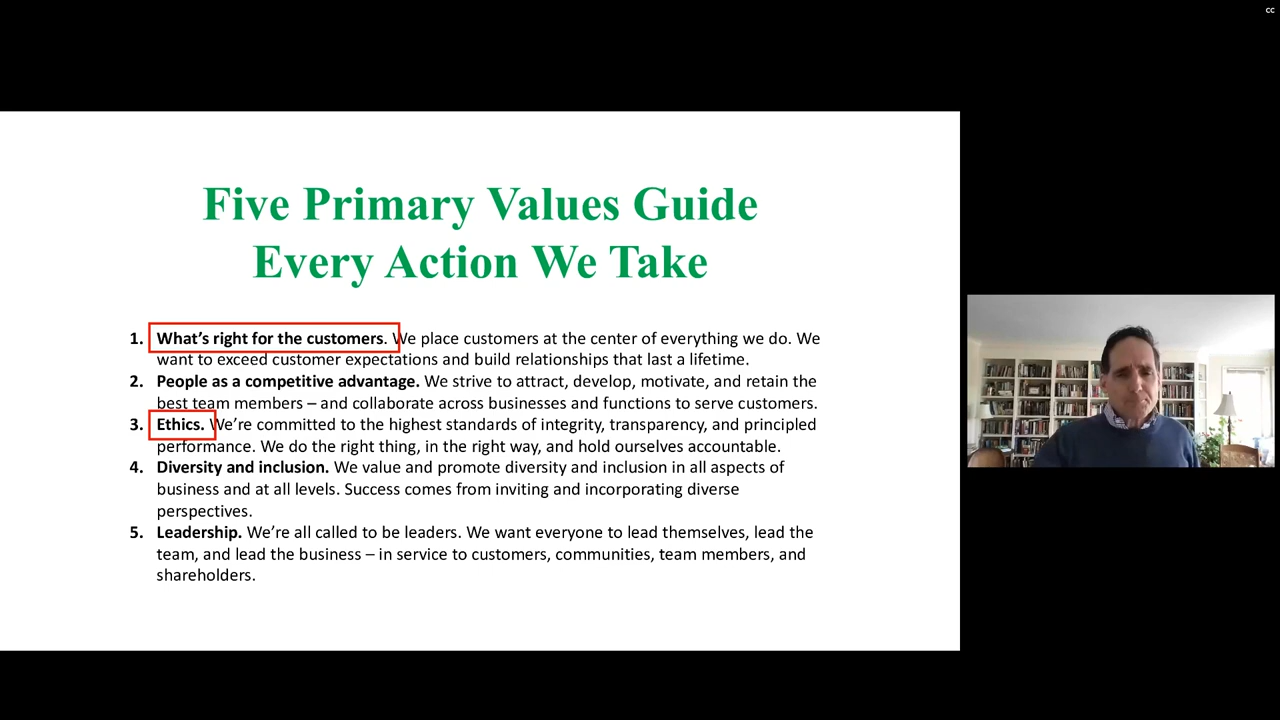 cc
Five Primary Values Guide
Every Action We Take
1. What’s right for the customers. We place customers at the center of everything we do. We
want to exceed customer expectations and build relationships that last a lifetime.
2. People as a competitive advantage. We strive to attract, develop, motivate, and retain the
best team members – and collaborate across businesses and functions to serve customers.
3. Ethics. We’re committed to the highest standards of integrity, transparency, and principled
performance. We do the right thing, in the right way, and hold ourselves accountable.
4. Diversity and inclusion. We value and promote diversity and inclusion in all aspects of
business and at all levels. Success comes from inviting and incorporating diverse
perspectives.
5. Leadership. We’re all called to be leaders. We want everyone to lead themselves, lead the
team, and lead the business – in service to customers, communities, team members, and
shareholders.